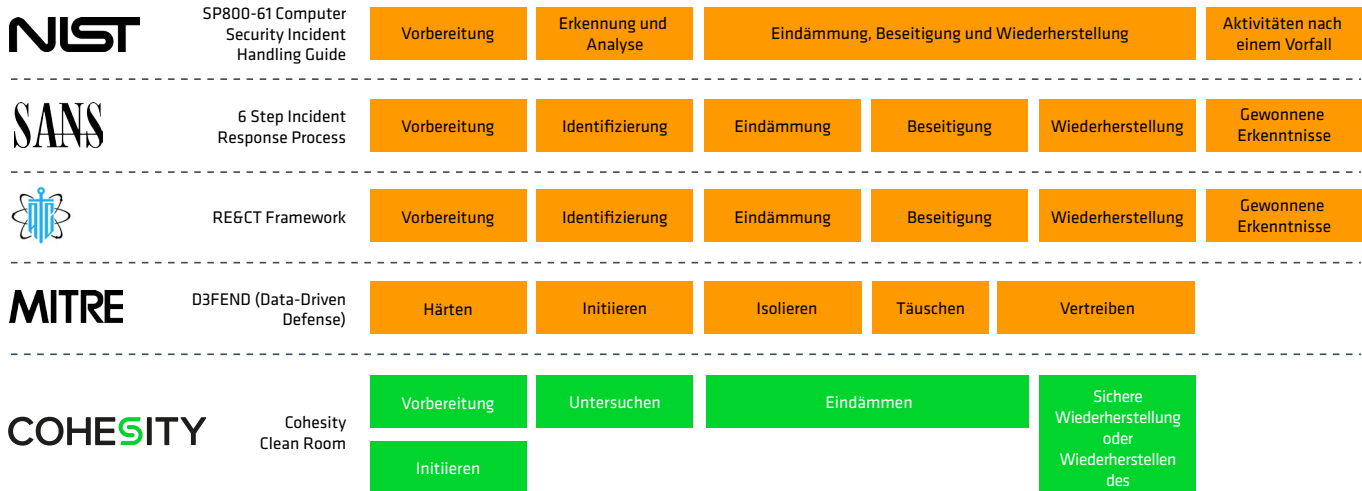 NIST
SP800-61 Computer
Security Incident
Handling Guide
Vorbereitung
Erkennung und
Analyse
Eindämmung, Beseitigung und Wiederherstellung
Aktivitäten nach
einem Vorfall
SANS
6 Step Incident
Response Process
Vorbereitung
Identifizierung
Eindämmung
Beseitigung
Wiederherstellung
Gewonnene
Erkenntnisse
RE&CT Framework
Vorbereitung
Identifizierung
Eindämmung
Beseitigung
Wiederherstellung
Gewonnene
Erkenntnisse
MITRE
D3FEND (Data-Driven
Defense)
Härten
Initiieren
Isolieren
Täuschen
Vertreiben
COHESITY
Cohesity
Clean Room
Vorbereitung
Initiieren
Untersuchen
Eindämmen
Sichere
Wiederherstellung
oder
Wiederherstellen
des